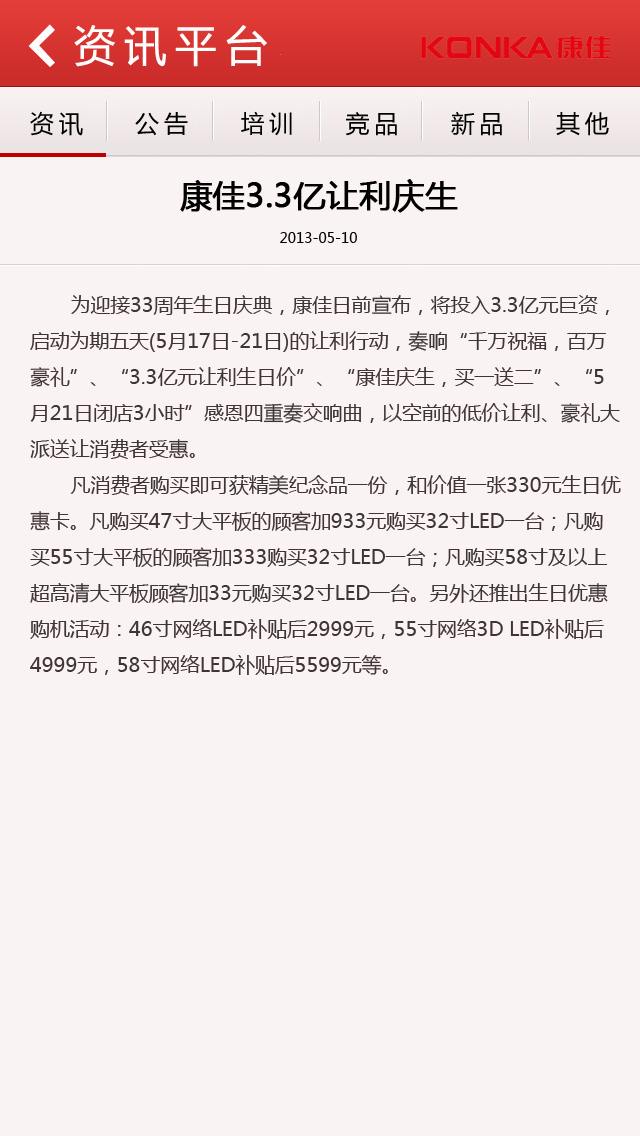 资讯平台
KONKA康佳
资讯 公告 培训 竞品 新品 其他
康佳3.3亿让利庆生
2013-05-10
为迎接33周年生日庆典，康佳日前宣布，将投入3.3亿元巨资，
启动为期五天(5月17日-21日)的让利行动，奏响“千万祝福，百万
豪礼”、“3.3亿元让利生日价”、“康佳庆生，买一送二”、“5
月21日闭店3小时”感恩四重奏交响曲，以空前的低价让利、豪礼大
派送让消费者受惠。
凡消费者购买即可获精美纪念品一份，和价值一张330元生日优
惠卡。凡购买47寸大平板的顾客加933元购买32寸LED一台；凡购
买55寸大平板的顾客加333购买32寸LED一台；凡购买58寸及以上
超高清大平板顾客加33元购买32寸LED一台。另外还推出生日优惠
购机活动：46寸网络LED补贴后2999元，55寸网络3D LED补贴后
4999元，58寸网络LED补贴后5599元等。